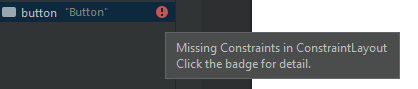 button "Button"
Missing Constraints in ConstraintLayout
Click the badge for detail.